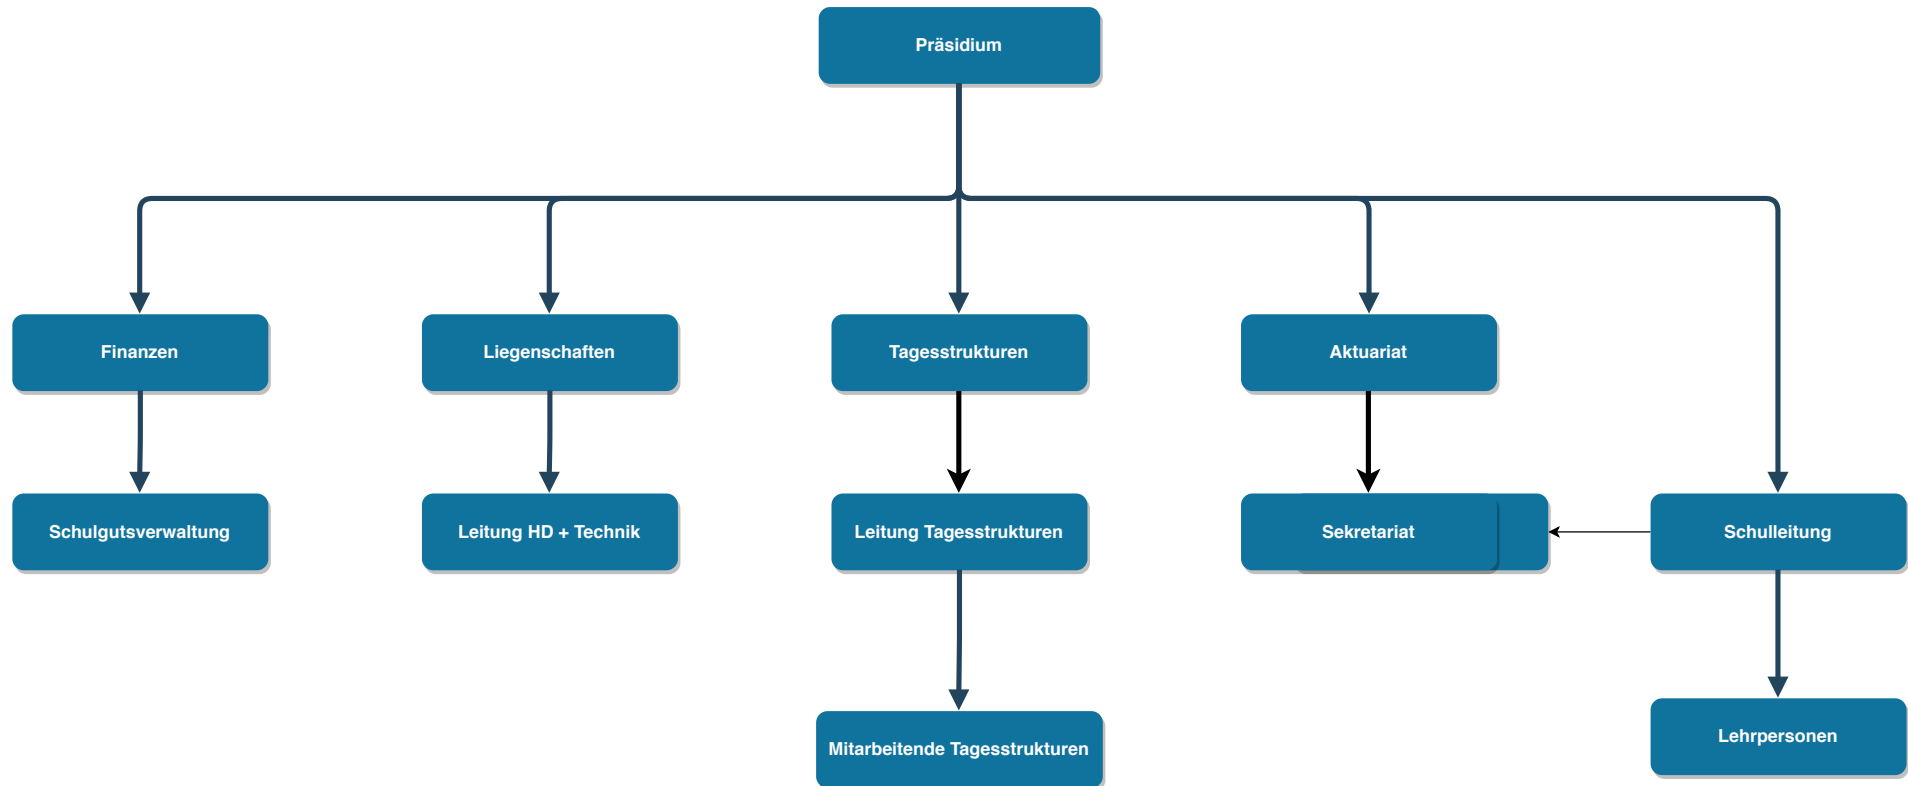 Präsidium
Finanzen
Liegenschaften
Tagesstrukturen
Aktuariat
Schulgutsverwaltung
Leitung HD + Technik
Leitung Tagesstrukturen
Sekretariat
Schulleitung
Mitarbeitende Tagesstrukturen
Lehrpersonen